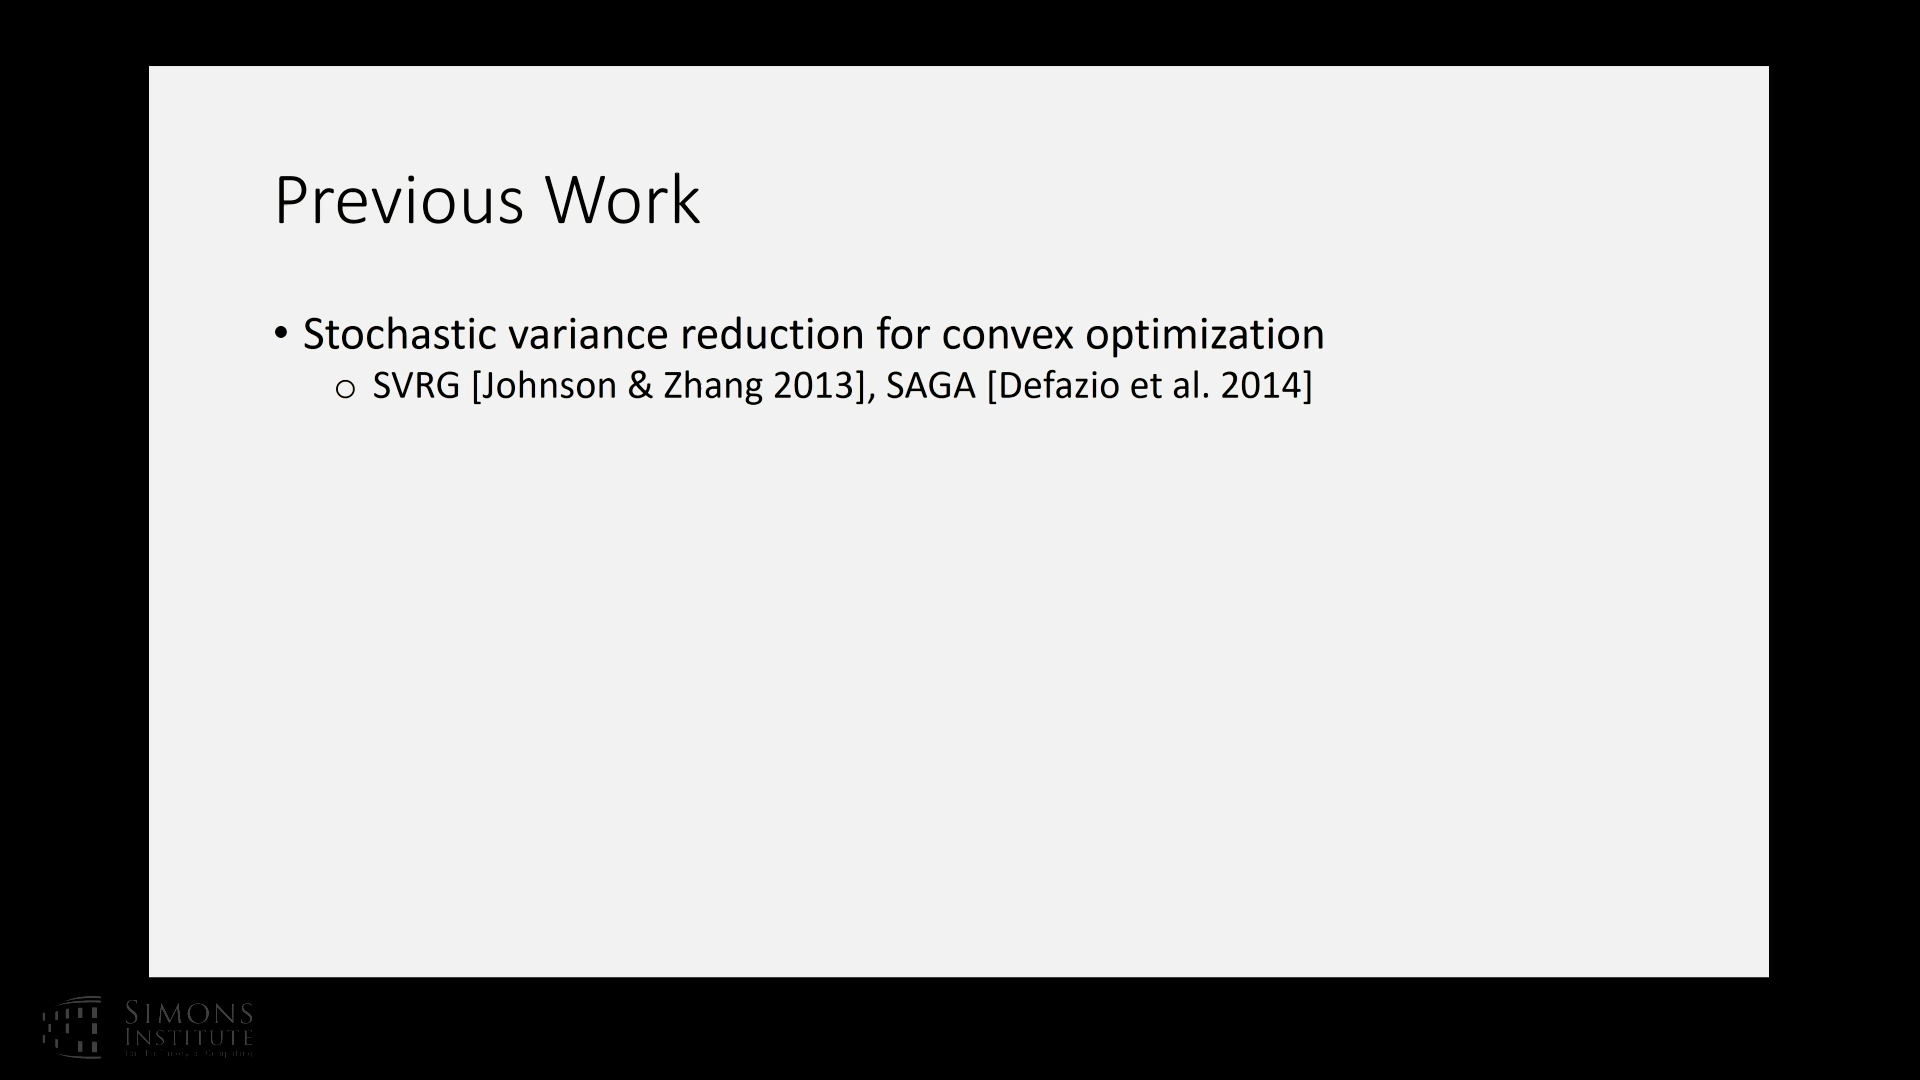 Previous Work
• Stochastic variance reduction for convex optimization
o SVRG [Johnson & Zhang 2013], SAGA [Defazio et al. 2014]
SIMONS
INSTITUTE